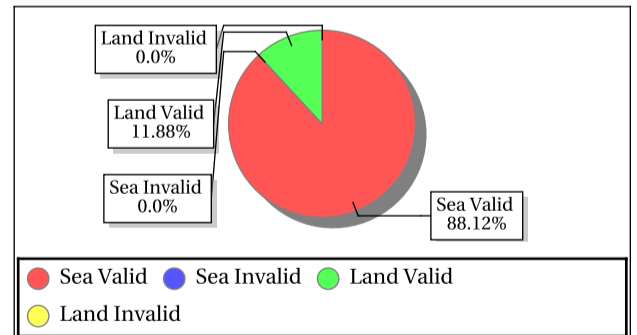 Land Invalid
0.0%
Land Valid
11.88%
Sea Invalid
0.0%
Sea Valid
88.12%
Sea Valid Sea Invalid Land Valid
Land Invalid